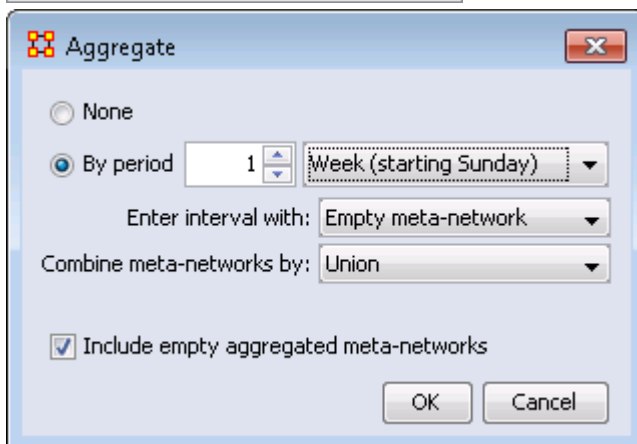 Aggregate
None
By period 1 Week (starting Sunday)
Enter interval with: Empty meta-network
Combine meta-networks by: Union
Include empty aggregated meta-networks
OK Cancel